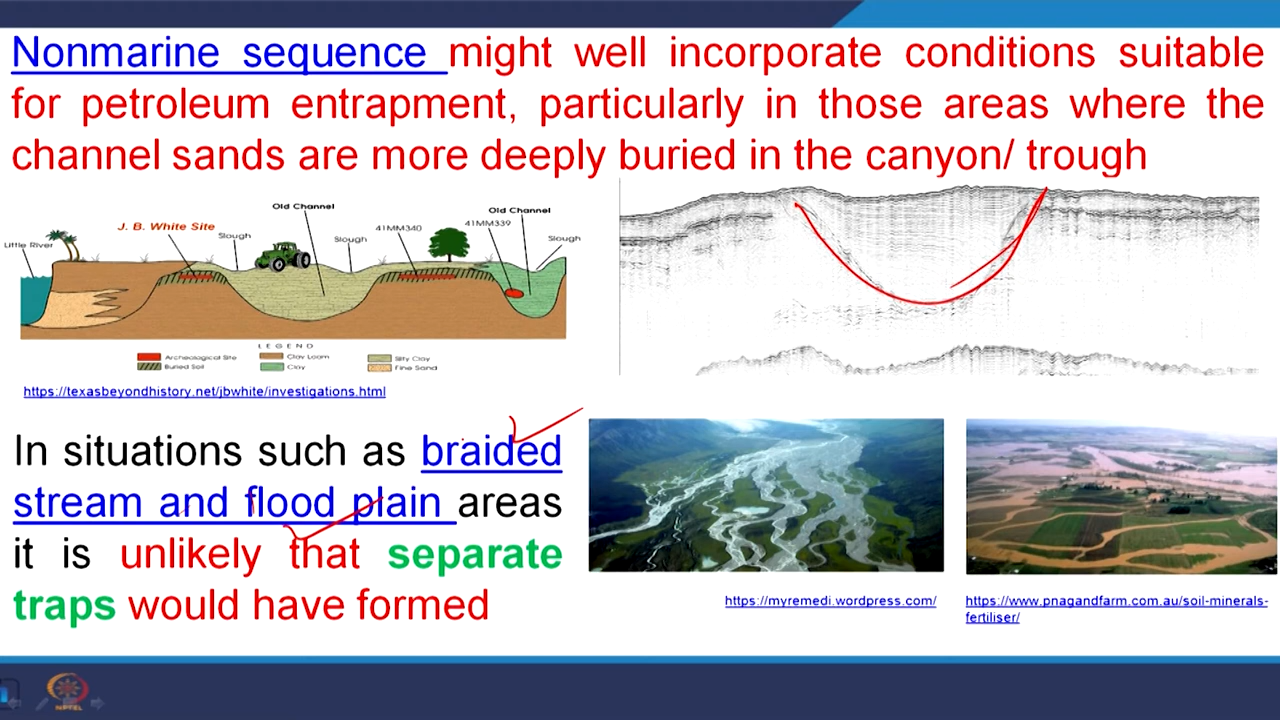 Nonmarine sequence might well incorporate conditions suitable
for petroleum entrapment, particularly in those areas where the
channel sands are more deeply buried in the canyon/ trough
Old Channel
Old Channel
J. B. White Site
41MM340
41MM339
Slough
Slough
Slough
Little River
LEGEND
Archeological Site
Clay Loam
Silty Clay
Buried Soil
Clay
Fine Sand
https://texasbeyondhistory.net/jbwhite/investigations.html
In situations such as braided
stream and flood plain areas
it is unlikely that separate
traps would have formed
https://myremedi.wordpress.com/
https://www.pnagandfarm.com.au/soil-minerals-
fertiliser/
NPTEL